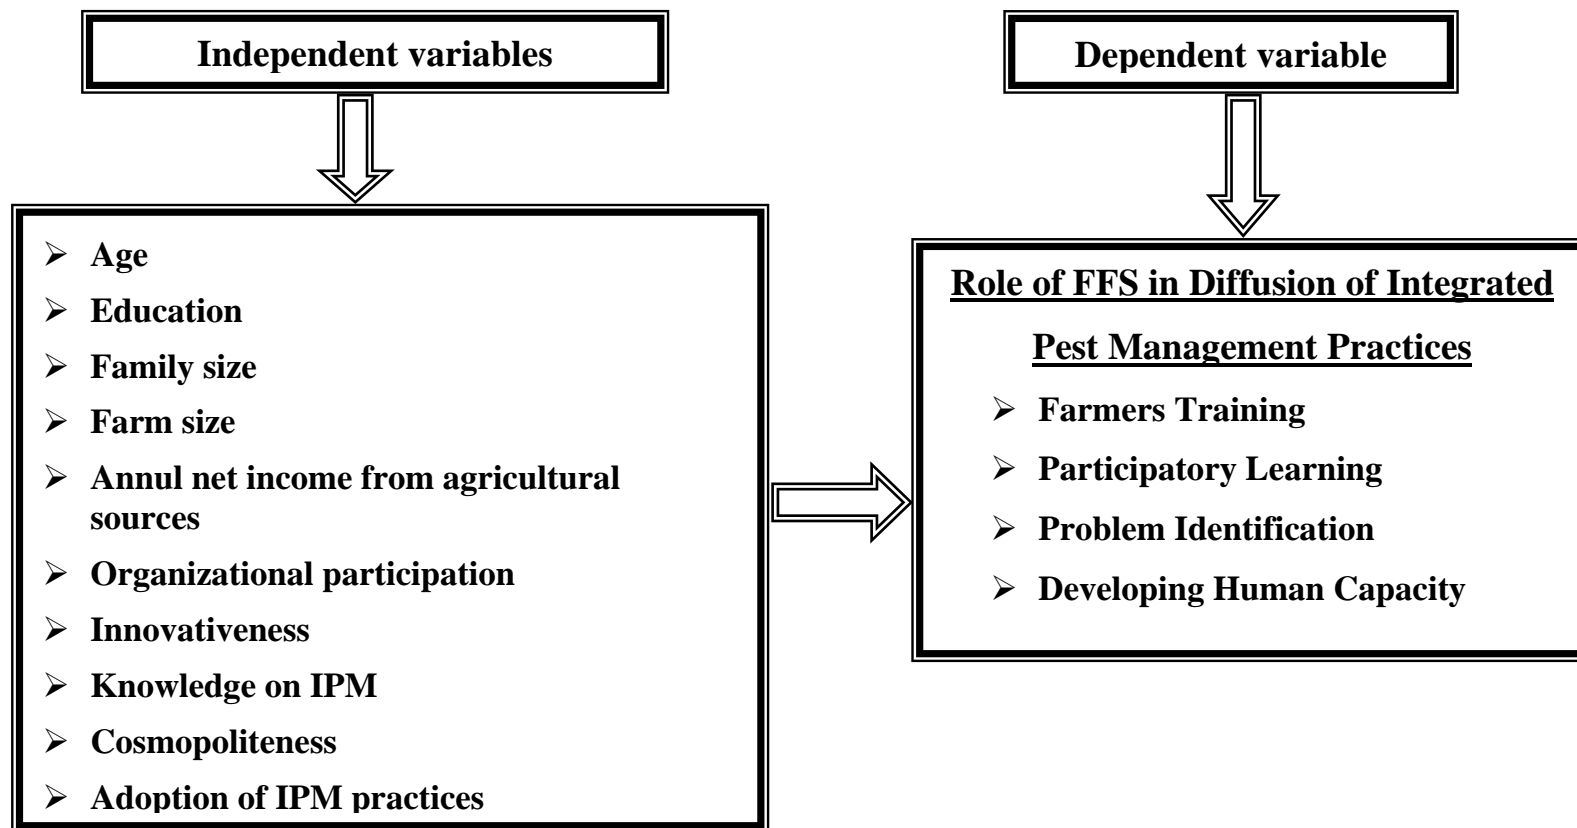 Independent variables
Dependent variable
➢ Age
➢ Education
➢ Family size
➢ Farm size
➢ Annul net income from agricultural
sources
➢ Organizational participation
➢ Innovativeness
➢ Knowledge on IPM
➢ Cosmopoliteness
➢ Adoption of IPM practices
Role of FFS in Diffusion of Integrated
Pest Management Practices
➢ Farmers Training
➢ Participatory Learning
➢ Problem Identification
➢ Developing Human Capacity